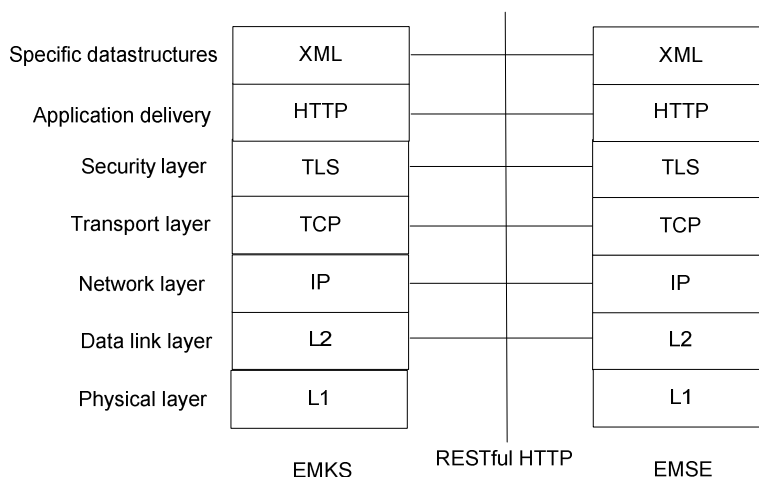 Specific datastructures XML XML
Application delivery HTTP HTTP
Security layer TLS TLS
Transport layer TCP TCP
Network layer IP IP
Data link layer L2 L2
Physical layer L1 L1
EMKS RESTful HTTP EMSE